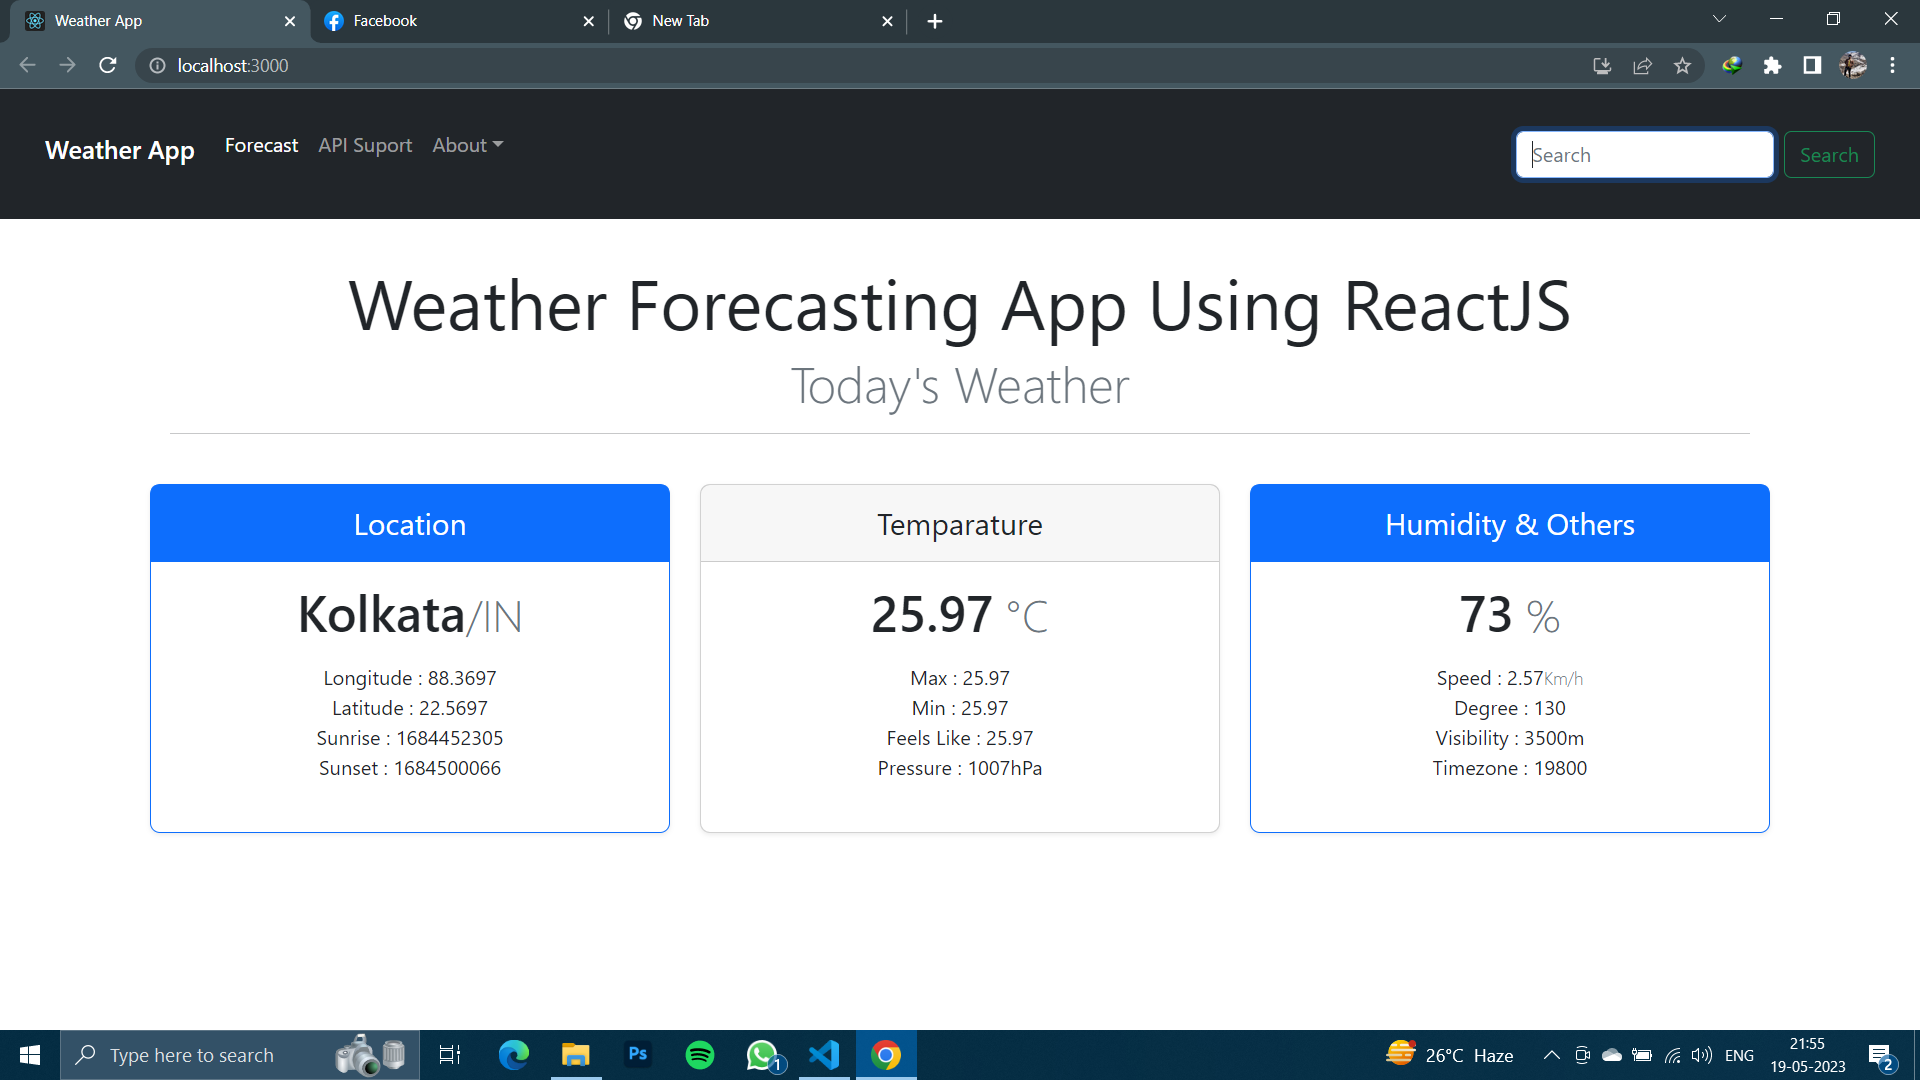 Weather App
Facebook
New Tab
localhost:3000
Weather App
Forecast
API Suport
About
Search
Search
Weather Forecasting App Using ReactJS
Today's Weather
Location
Kolkata/IN
Longitude : 88.3697
Latitude : 22.5697
Sunrise : 1684452305
Sunset : 1684500066
Temparature
25.97 °C
Max : 25.97
Min : 25.97
Feels Like : 25.97
Pressure : 1007hPa
Humidity & Others
73 %
Speed : 2.57Km/h
Degree : 130
Visibility : 3500m
Timezone : 19800
Type here to search
Ps
1
26°C Haze
ENG
21:55
19-05-2023
2